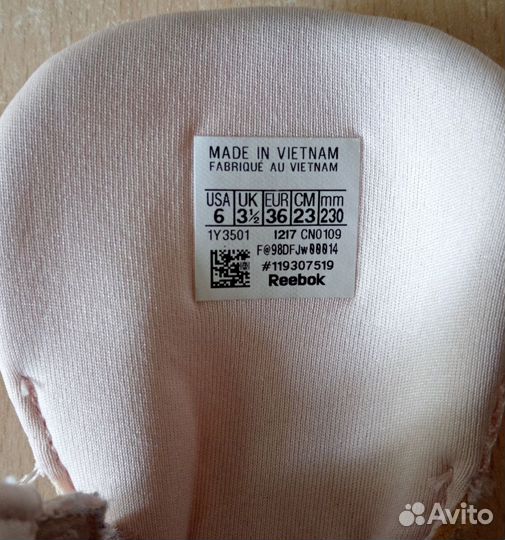 MADE IN VIETNAM
FABRIQUÉ AU VIETNAM
USA UK EUR CM mm
6 3½ 36 23 230
1Y3501 1217 CN0109
F@98DFJw00014
#119307519
Reebok
Avito